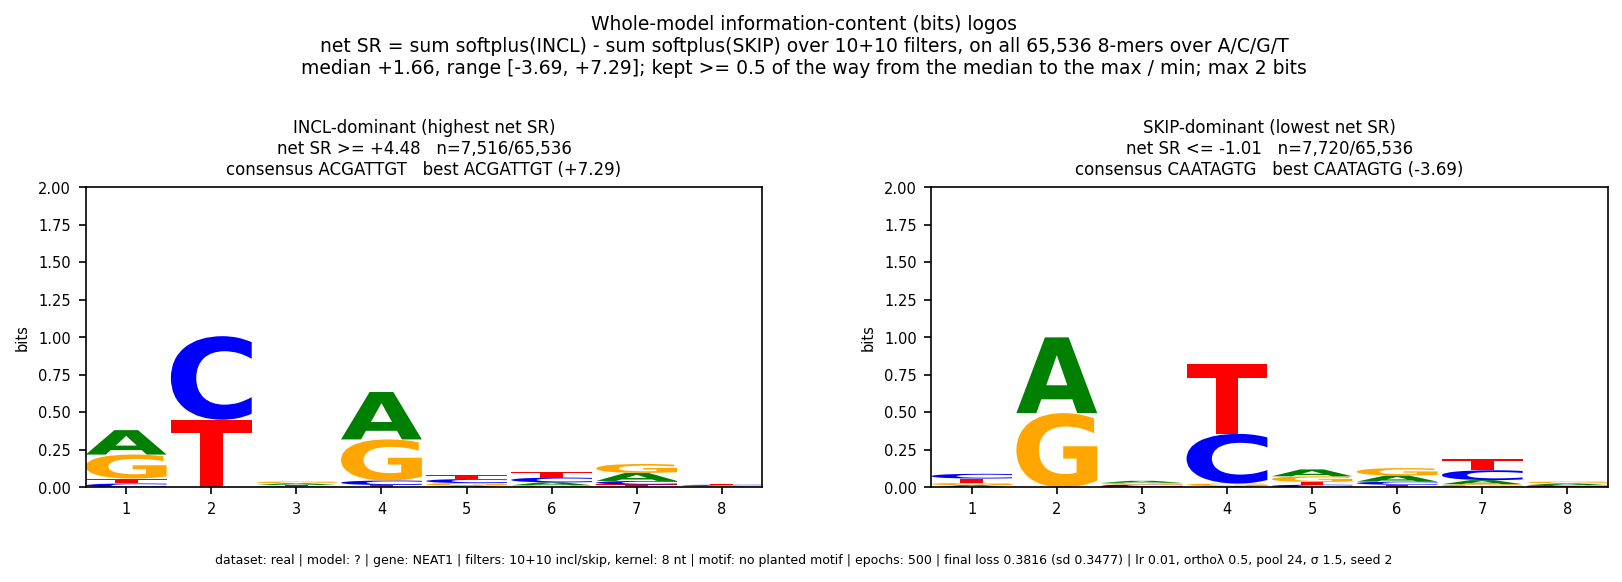 Whole-model information-content (bits) logos
net SR = sum softplus(INCL) - sum softplus(SKIP) over 10+10 filters, on all 65,536 8-mers over A/C/G/T
median +1.66, range [-3.69, +7.29]; kept >= 0.5 of the way from the median to the max / min; max 2 bits
INCL-dominant (highest net SR)
net SR >= +4.48   n=7,516/65,536
consensus ACGATTGT   best ACGATTGT (+7.29)
2.00
1.75
1.50
1.25
1.00
0.75
0.50
0.25
0.00
bits
1 2 3 4 5 6 7 8
SKIP-dominant (lowest net SR)
net SR <= -1.01   n=7,720/65,536
consensus CAATAGTG   best CAATAGTG (-3.69)
2.00
1.75
1.50
1.25
1.00
0.75
0.50
0.25
0.00
bits
1 2 3 4 5 6 7 8
dataset: real | model: ? | gene: NEAT1 | filters: 10+10 incl/skip, kernel: 8 nt | motif: no planted motif | epochs: 500 | final loss 0.3816 (sd 0.3477) | lr 0.01, orthoλ 0.5, pool 24, σ 1.5, seed 2